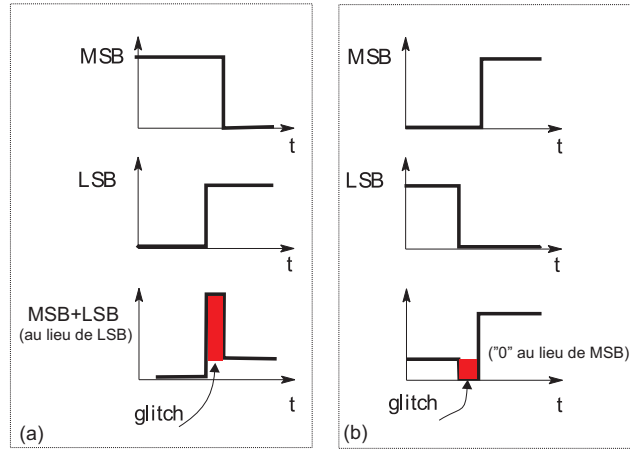 MSB
t
LSB
t
MSB+LSB
(au lieu de LSB)
glitch
t
(a)
MSB
t
LSB
t
("0" au lieu de MSB)
glitch
t
(b)